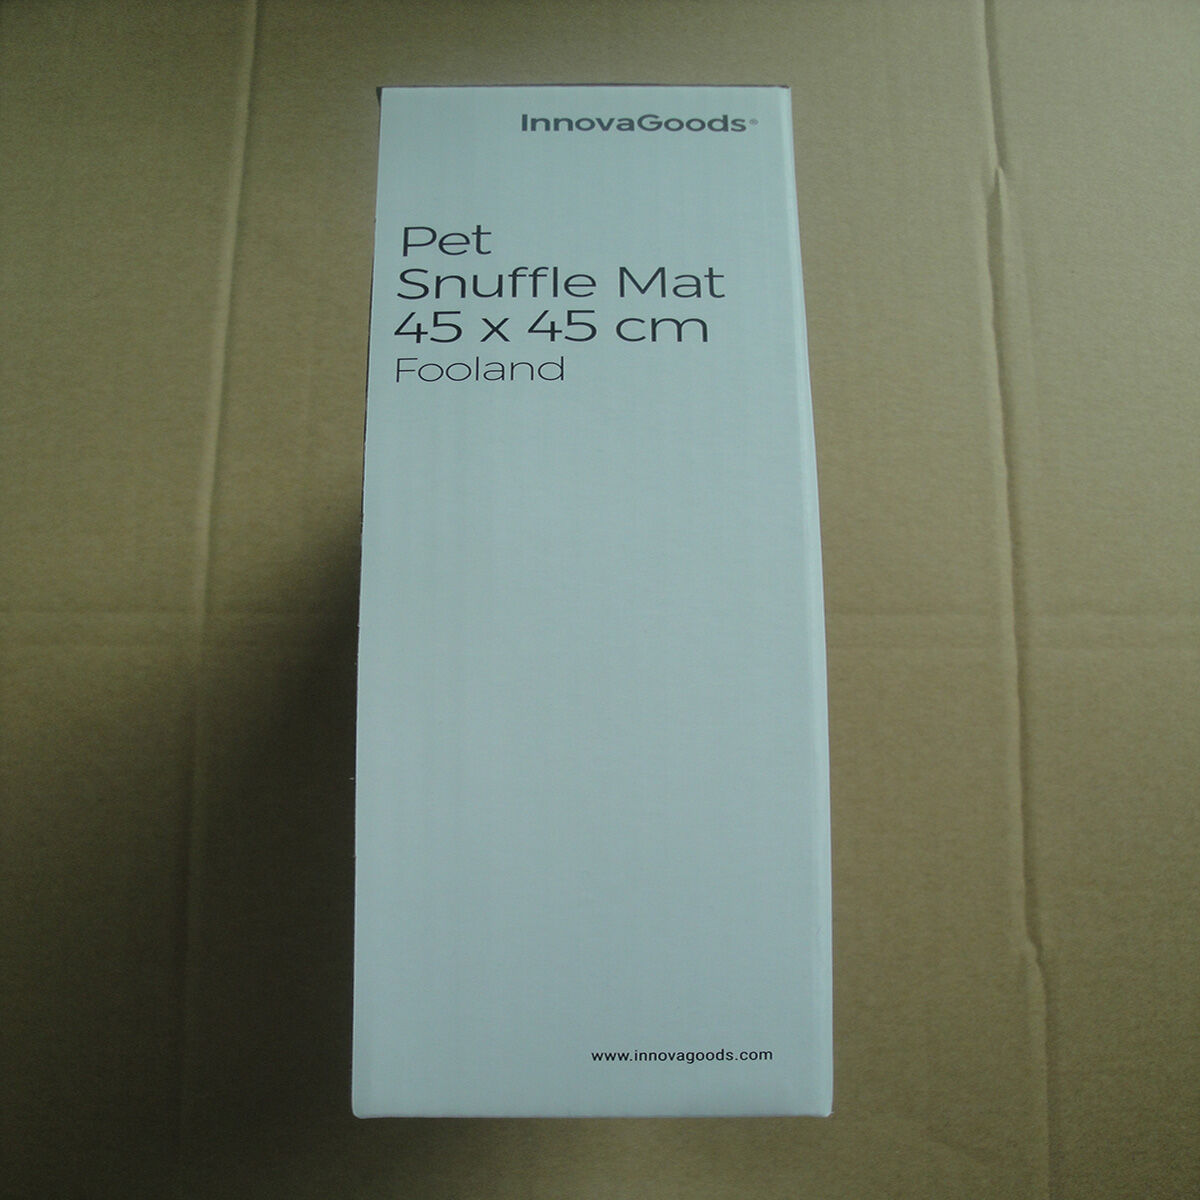 InnovaGoods®
Pet
Snuffle Mat
45 x 45 cm
Fooland
www.innovagoods.com